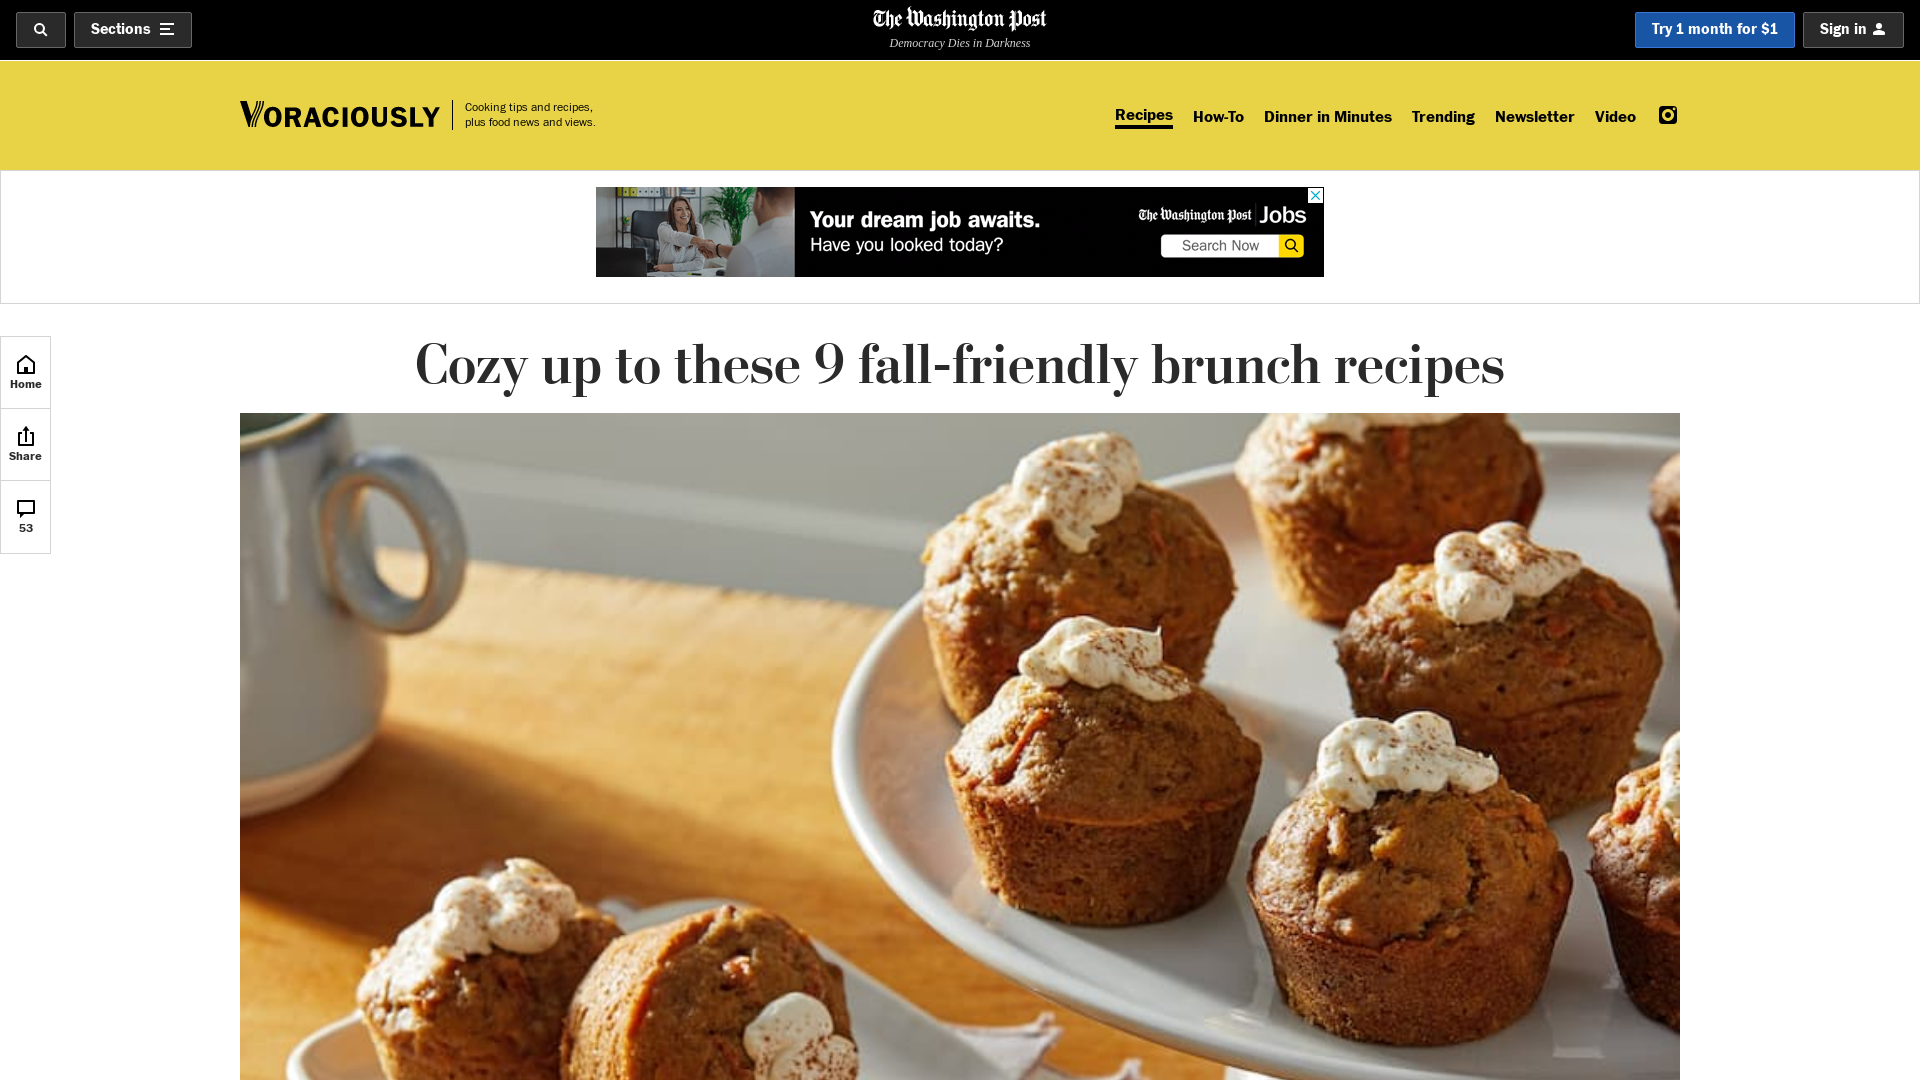 Sections
The Washington Post
Democracy Dies in Darkness
Try 1 month for $1
Sign in
VORACIOUSLY
Cooking tips and recipes,
plus food news and views.
Recipes
How-To
Dinner in Minutes
Trending
Newsletter
Video
Your dream job awaits.
Have you looked today?
The Washington Post Jobs
Search Now
Home
Share
53
Cozy up to these 9 fall-friendly brunch recipes